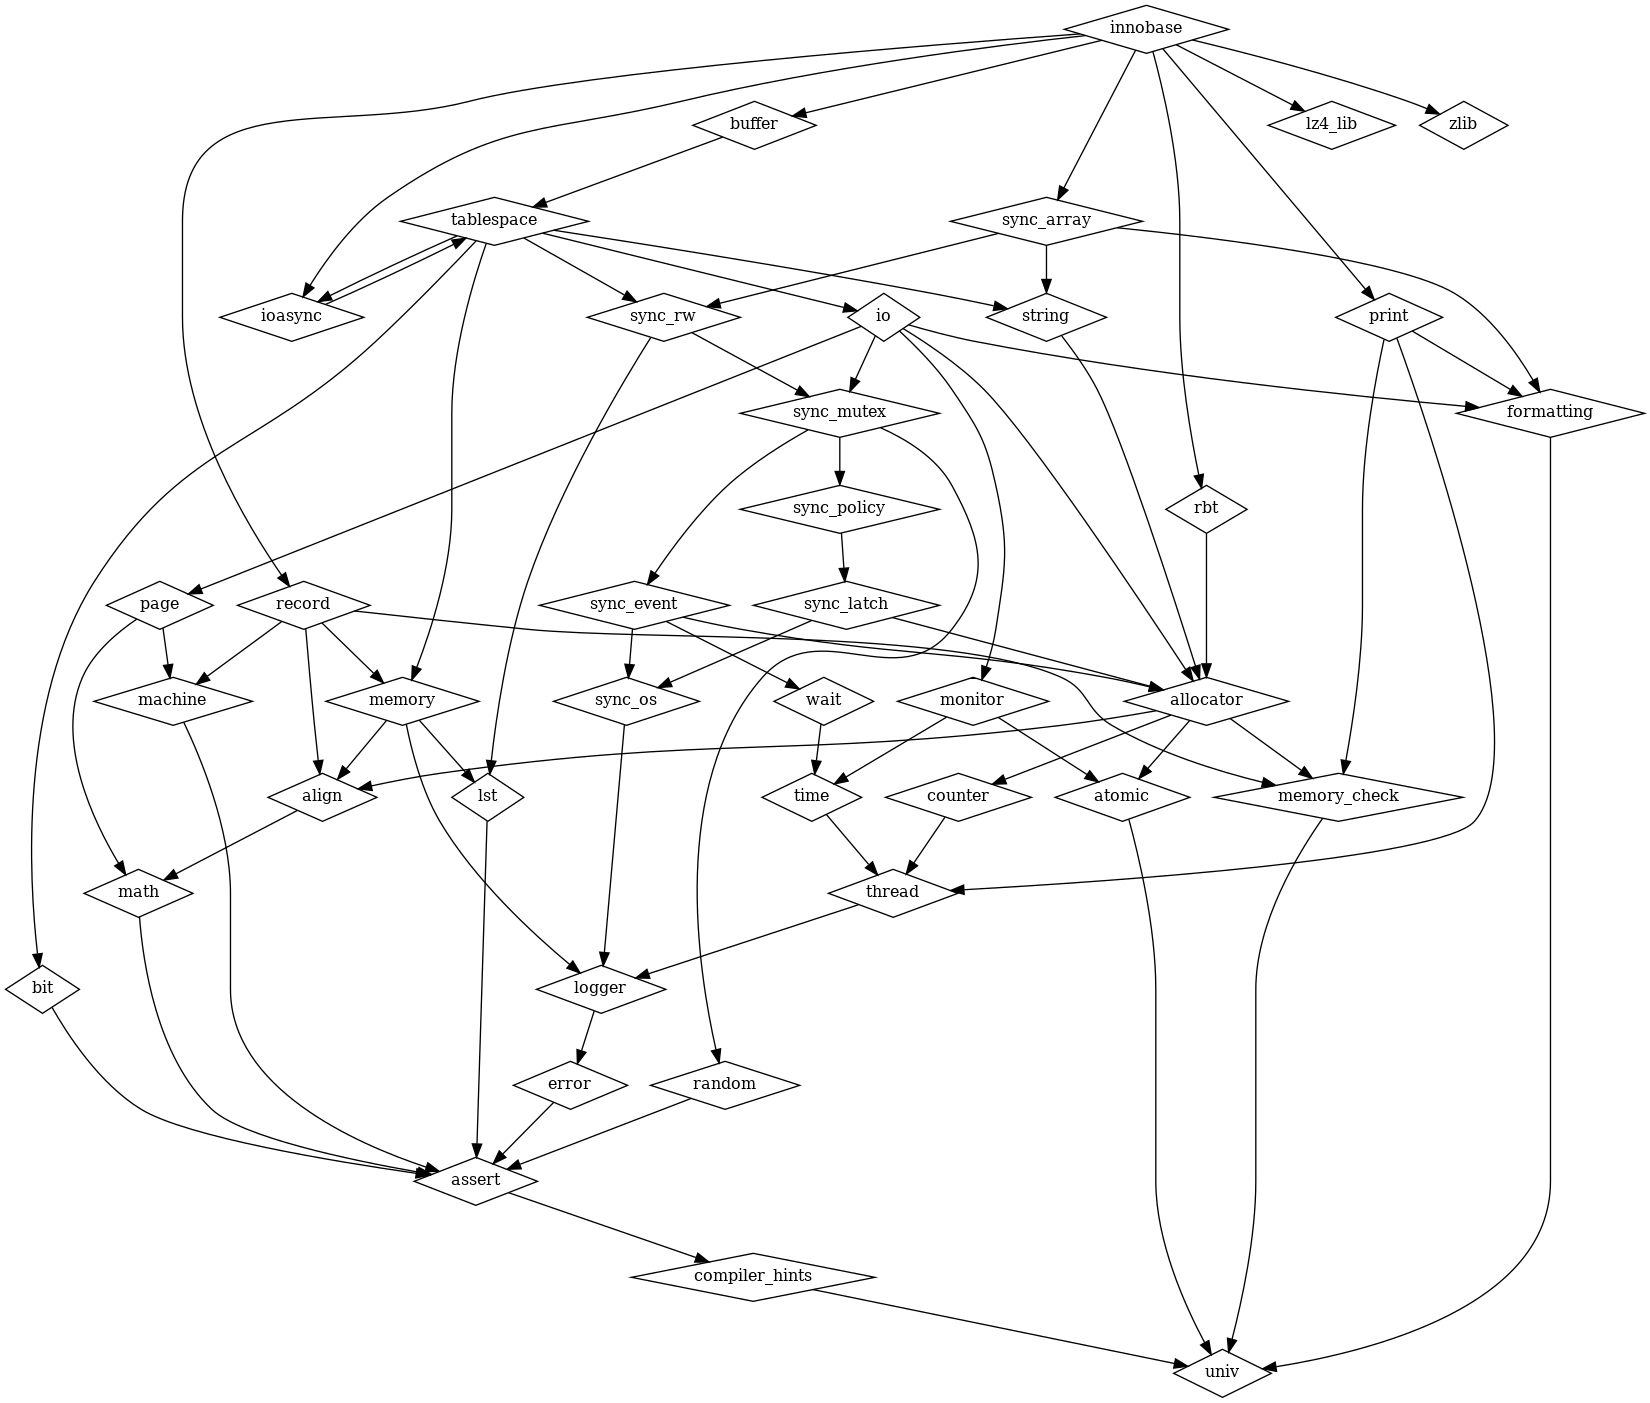 innobase
buffer
lz4_lib
zlib
tablespace
sync_array
ioasync
sync_rw
io
string
print
sync_mutex
formatting
sync_policy
rbt
page
record
sync_event
sync_latch
machine
memory
sync_os
wait
monitor
allocator
align
lst
time
counter
atomic
memory_check
math
thread
bit
logger
error
random
assert
compiler_hints
univ